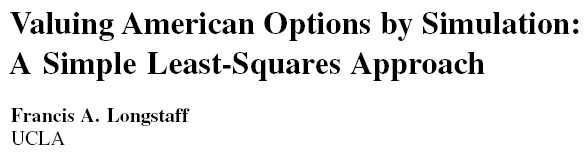 Valuing American Options by Simulation:
A Simple Least-Squares Approach
Francis A. Longstaff
UCLA